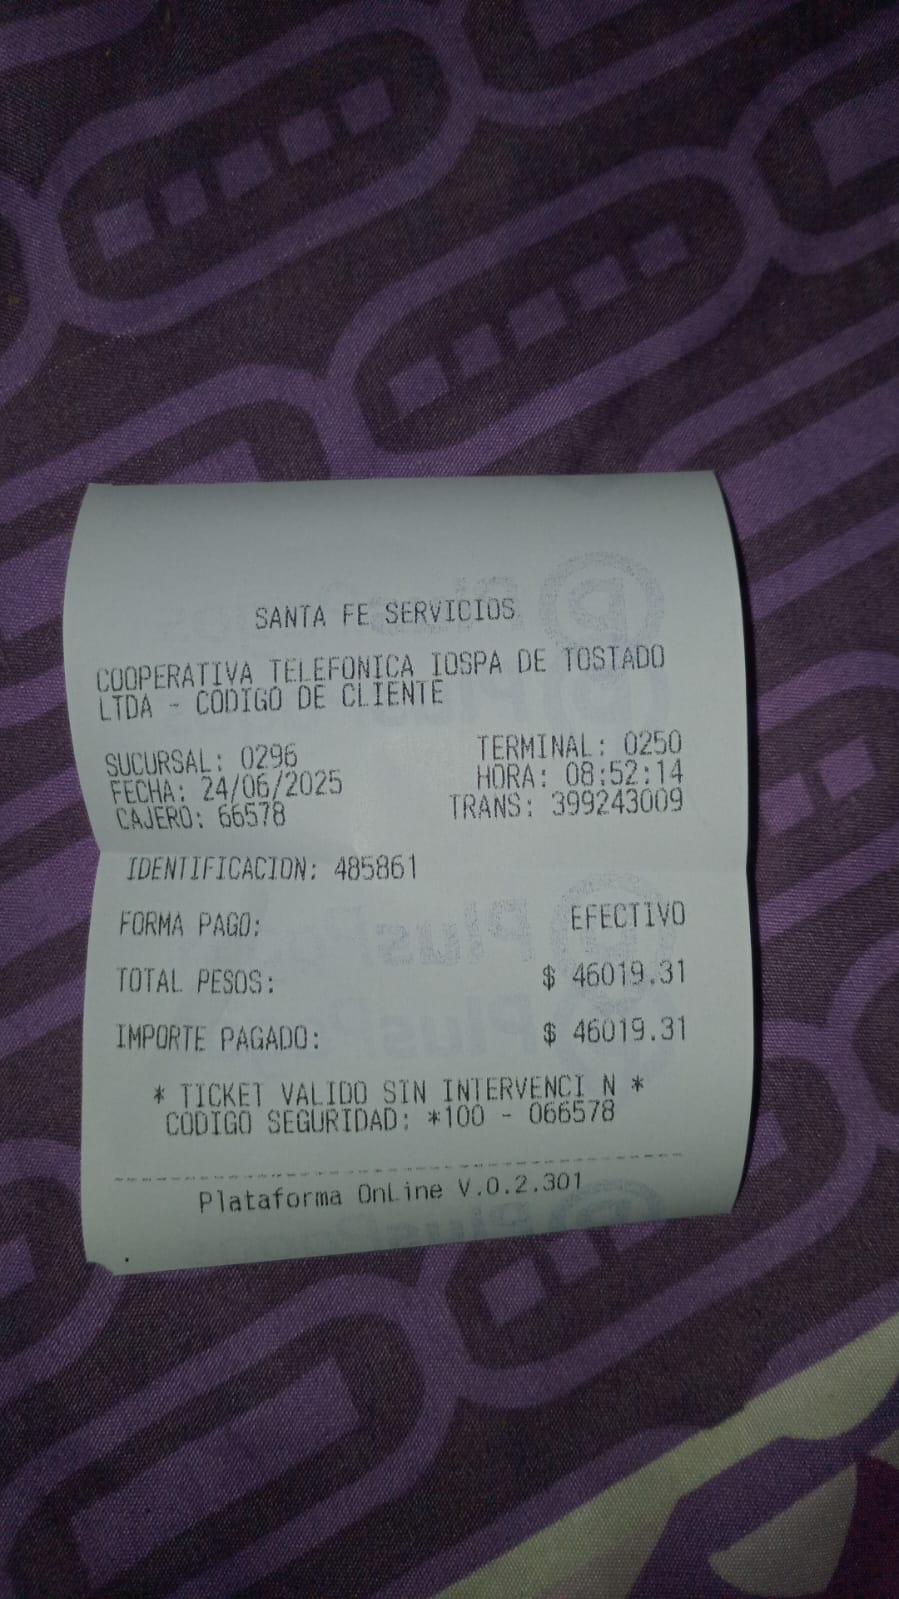 SANTA FE SERVICIOS
COOPERATIVA TELEFONICA IOSPA DE TOSTADO
LTDA - CODIGO DE CLIENTE
SUCURSAL: 0296 TERMINAL: 0250
FECHA: 24/06/2025 HORA: 08:52:14
CAJERO: 66578 TRANS: 399243009
IDENTIFICACION: 485861
FORMA PAGO: EFECTIVO
TOTAL PESOS: $ 46019.31
IMPORTE PAGADO: $ 46019.31
* TICKET VALIDO SIN INTERVENCI N *
CODIGO SEGURIDAD: *100 - 066578
Plataforma OnLine V.0.2.301